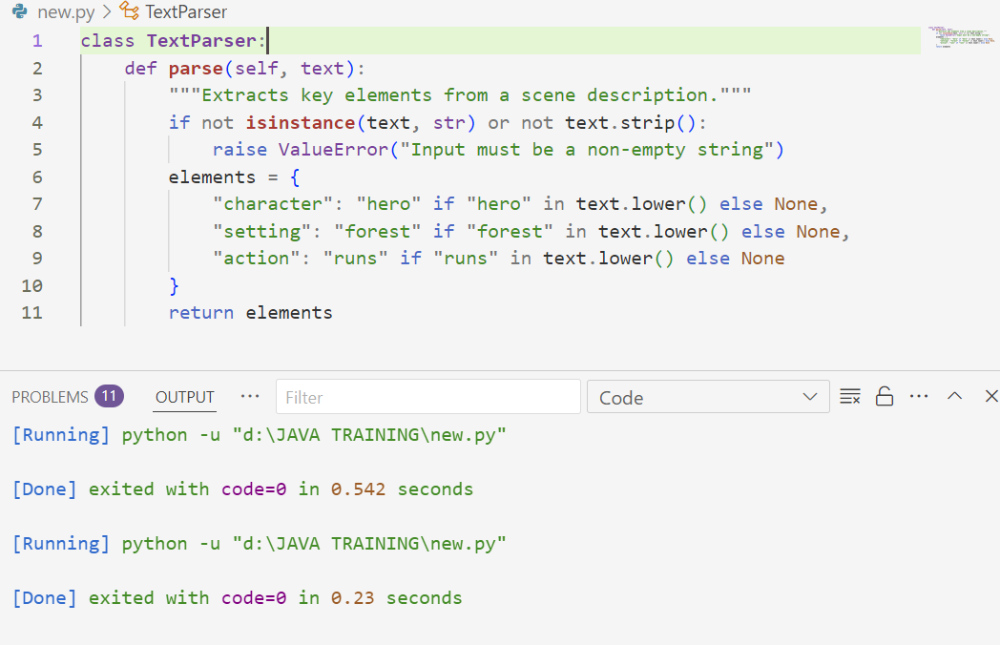 new.py > TextParser
1 class TextParser:
2     def parse(self, text):
3         """Extracts key elements from a scene description."""
4         if not isinstance(text, str) or not text.strip():
5             raise ValueError("Input must be a non-empty string")
6         elements = {
7             "character": "hero" if "hero" in text.lower() else None,
8             "setting": "forest" if "forest" in text.lower() else None,
9             "action": "runs" if "runs" in text.lower() else None
10         }
11         return elements
PROBLEMS 11 OUTPUT ··· Filter Code ···
[Running] python -u "d:\JAVA TRAINING\new.py"
[Done] exited with code=0 in 0.542 seconds
[Running] python -u "d:\JAVA TRAINING\new.py"
[Done] exited with code=0 in 0.23 seconds